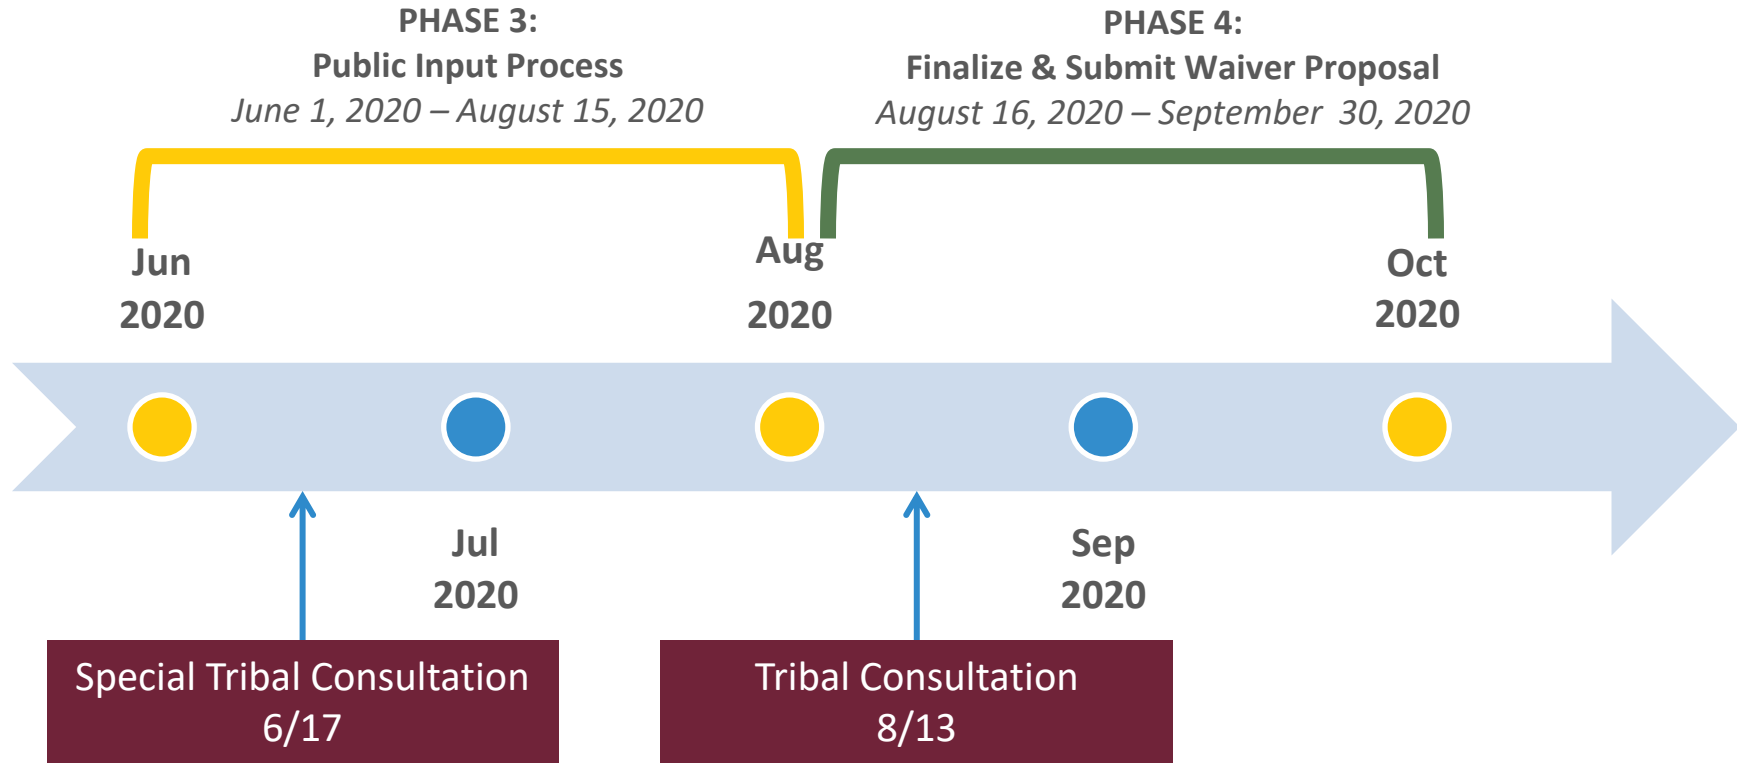 PHASE 3:
Public Input Process
June 1, 2020 – August 15, 2020
PHASE 4:
Finalize & Submit Waiver Proposal
August 16, 2020 – September  30, 2020
Jun
2020
Aug
2020
Oct
2020
Jul
2020
Sep
2020
Special Tribal Consultation
6/17
Tribal Consultation
8/13